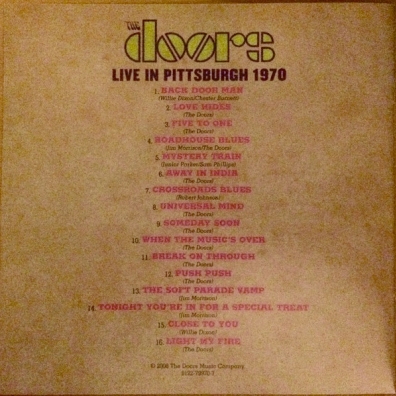 THE
doors
LIVE IN PITTSBURGH 1970
1. BACK DOOR MAN
(Willie Dixon/Chester Burnett)
2. LOVE HIDES
(The Doors)
3. FIVE TO ONE
(The Doors)
4. ROADHOUSE BLUES
(Jim Morrison/The Doors)
5. MYSTERY TRAIN
(Junior Parker/Sam Phillips)
6. AWAY IN INDIA
(The Doors)
7. CROSSROADS BLUES
(Robert Johnson)
8. UNIVERSAL MIND
(The Doors)
9. SOMEDAY SOON
(The Doors)
10. WHEN THE MUSIC'S OVER
(The Doors)
11. BREAK ON THROUGH
(The Doors)
12. PUSH PUSH
(The Doors)
13. THE SOFT PARADE VAMP
(Jim Morrison)
14. TONIGHT YOU'RE IN FOR A SPECIAL TREAT
(Jim Morrison)
15. CLOSE TO YOU
(Willie Dixon)
16. LIGHT MY FIRE
(The Doors)
The Doors Music Company